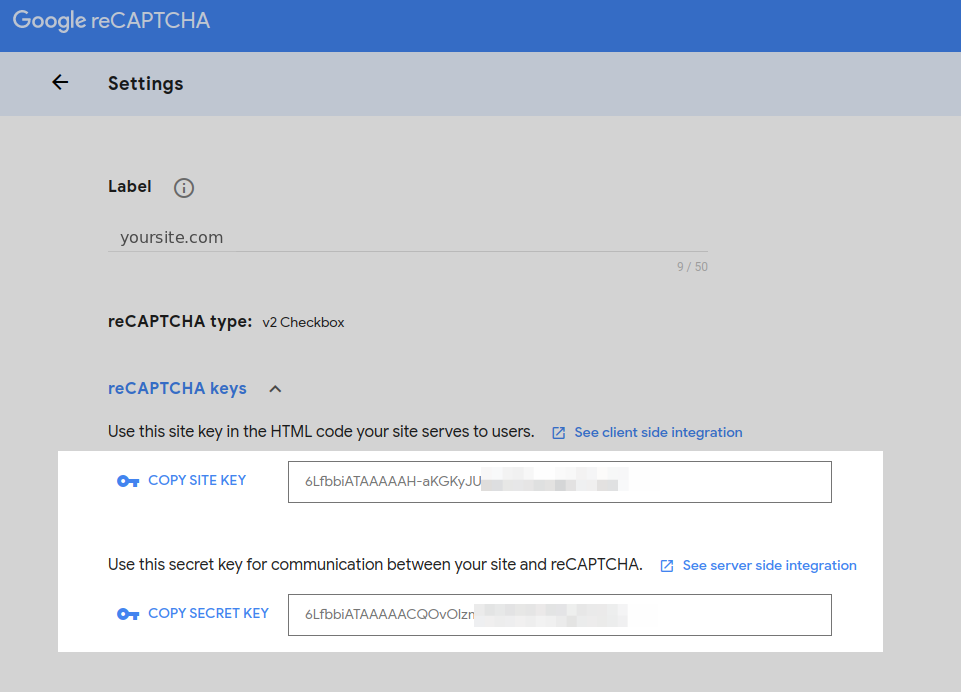 Google reCAPTCHA
Settings
Label
yoursite.com
9 / 50
reCAPTCHA type: v2 Checkbox
reCAPTCHA keys
Use this site key in the HTML code your site serves to users. See client side integration
COPY SITE KEY 6LfbbiATAAAAAH-aKGKyJU
Use this secret key for communication between your site and reCAPTCHA. See server side integration
COPY SECRET KEY 6LfbbiATAAAAACQOvOlzn